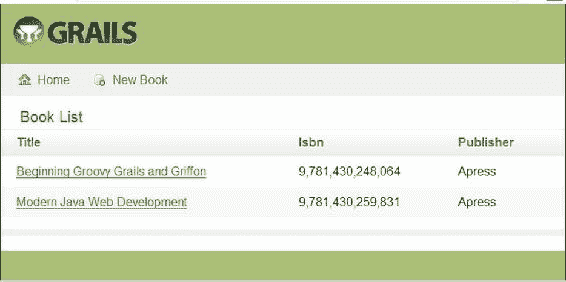 GRAILS
Home New Book
Book List
Title Isbn Publisher
Beginning Groovy Grails and Griffon 9,781,430,248,064 Apress
Modern Java Web Development 9,781,430,259,831 Apress